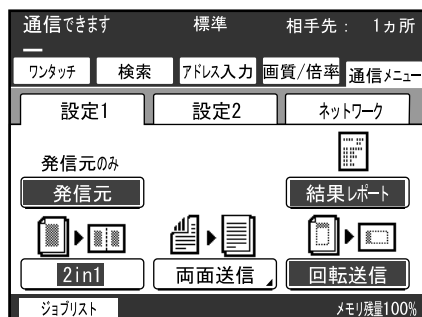 通信できます 標準 相手先： 1ヵ所
ワンタッチ 検索 アドレス入力 画質/倍率 通信メニュー
設定1 設定2 ネットワーク
発信元のみ
発信元 結果レポート
2in1 両面送信 回転送信
ジョブリスト メモリ残量100%